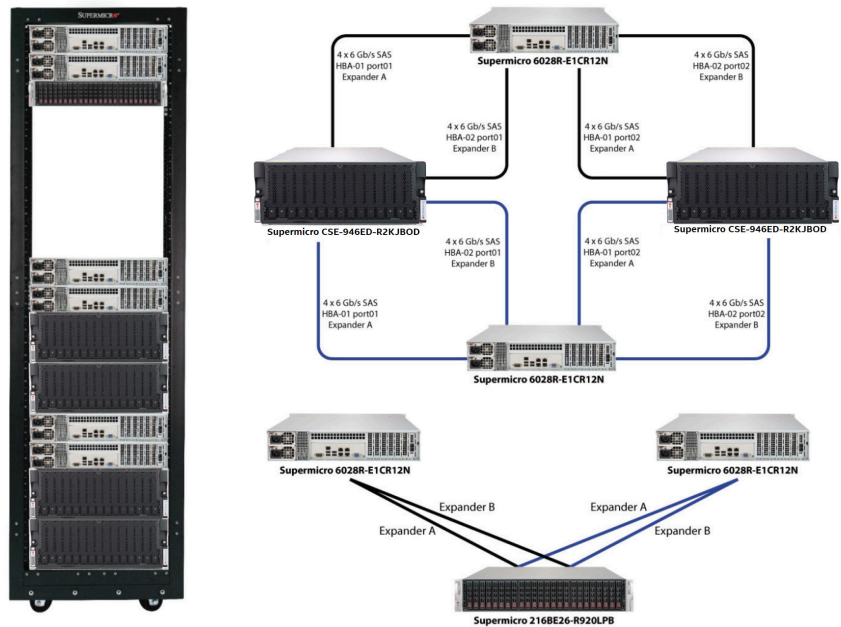 SUPERMICRO
Supermicro 6028R-E1CR12N
4 x 6 Gb/s SAS
HBA-01 port01
Expander A
4 x 6 Gb/s SAS
HBA-02 port02
Expander B
4 x 6 Gb/s SAS
HBA-02 port01
Expander B
4 x 6 Gb/s SAS
HBA-01 port02
Expander A
Supermicro CSE-946ED-R2KJBOD
Supermicro CSE-946ED-R2KJBOD
4 x 6 Gb/s SAS
HBA-02 port01
Expander B
4 x 6 Gb/s SAS
HBA-01 port02
Expander A
4 x 6 Gb/s SAS
HBA-01 port01
Expander A
4 x 6 Gb/s SAS
HBA-02 port02
Expander B
Supermicro 6028R-E1CR12N
Supermicro 6028R-E1CR12N
Supermicro 6028R-E1CR12N
Expander B
Expander A
Expander A
Expander B
Supermicro 216BE26-R920LPB